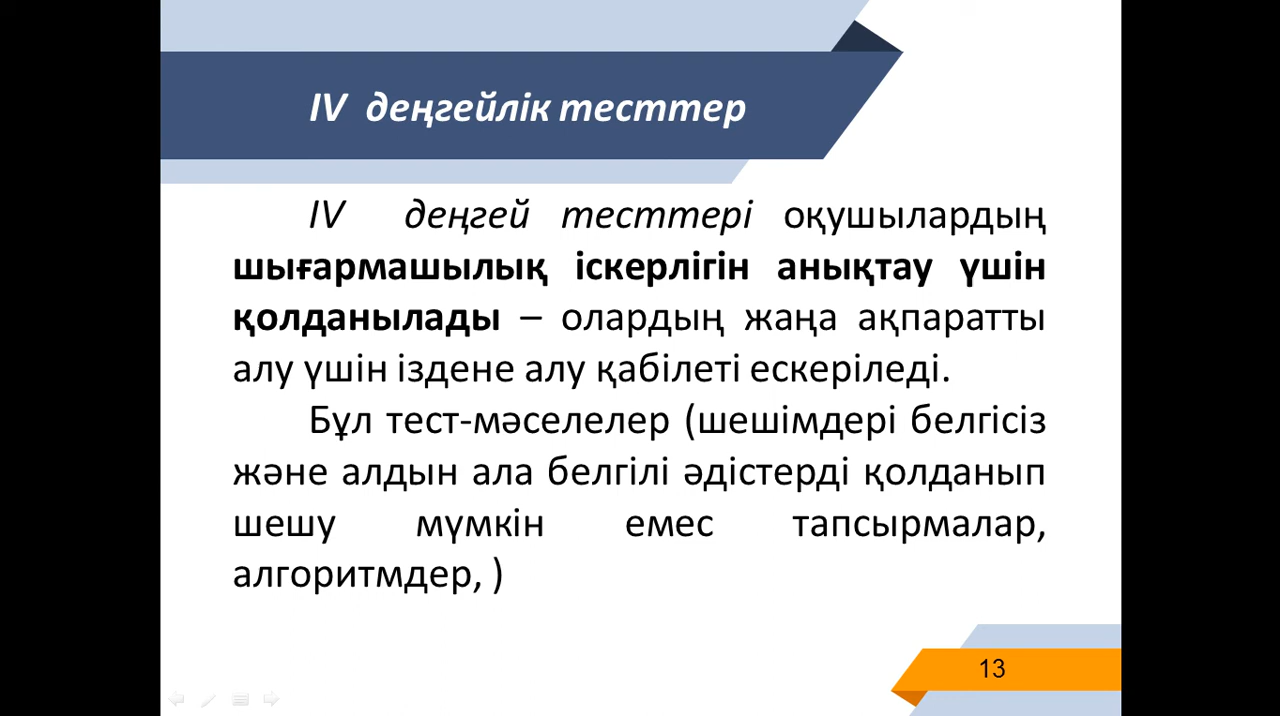 IV деңгейлік тесттер
IV деңгей тесттері оқушылардың
шығармашылық іскерлігін анықтау үшін
қолданылады – олардың жаңа ақпаратты
алу үшін іздене алу қабілеті ескеріледі.
Бұл тест-мәселелер (шешімдері белгісіз
және алдын ала белгілі әдістерді қолданып
шешу мүмкін емес тапсырмалар,
алгоритмдер, )
13